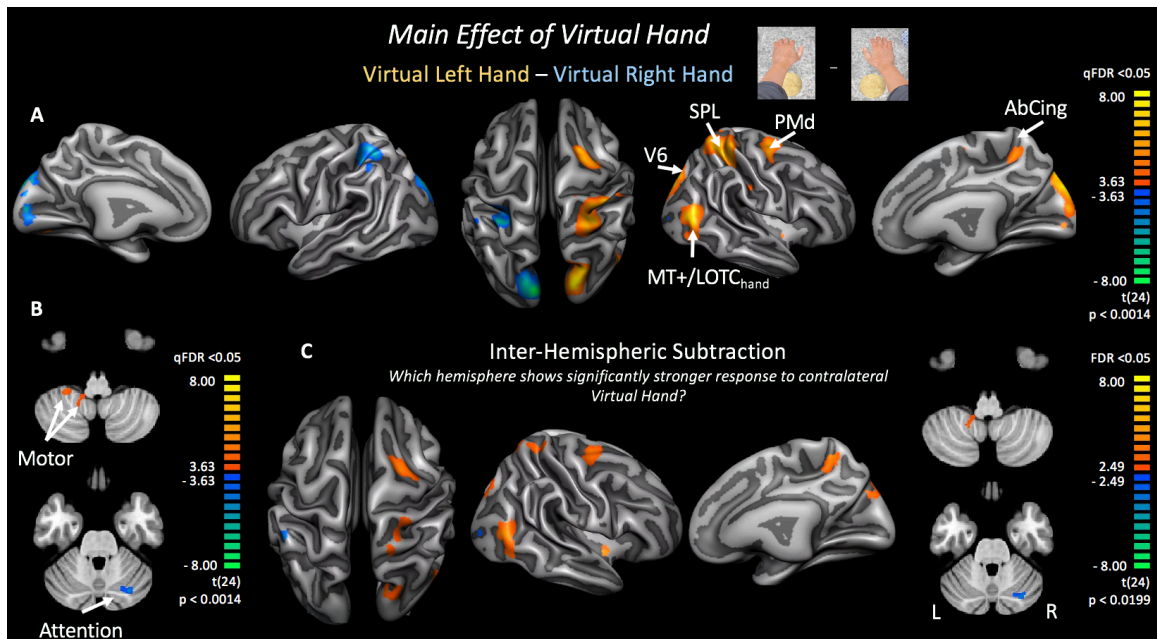 Main Effect of Virtual Hand
Virtual Left Hand – Virtual Right Hand
–
qFDR <0.05
8.00
3.63
- 3.63
- 8.00
t(24)
p < 0.0014
A
SPL
PMd
AbCing
V6
MT+/LOTChand
B
qFDR <0.05
8.00
3.63
- 3.63
- 8.00
t(24)
p < 0.0014
Motor
Attention
C
Inter-Hemispheric Subtraction
Which hemisphere shows significantly stronger response to contralateral
Virtual Hand?
FDR <0.05
8.00
2.49
- 2.49
- 8.00
t(24)
p < 0.0199
L
R